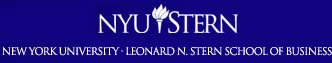 NYU STERN
NEW YORK UNIVERSITY · LEONARD N. STERN SCHOOL OF BUSINESS